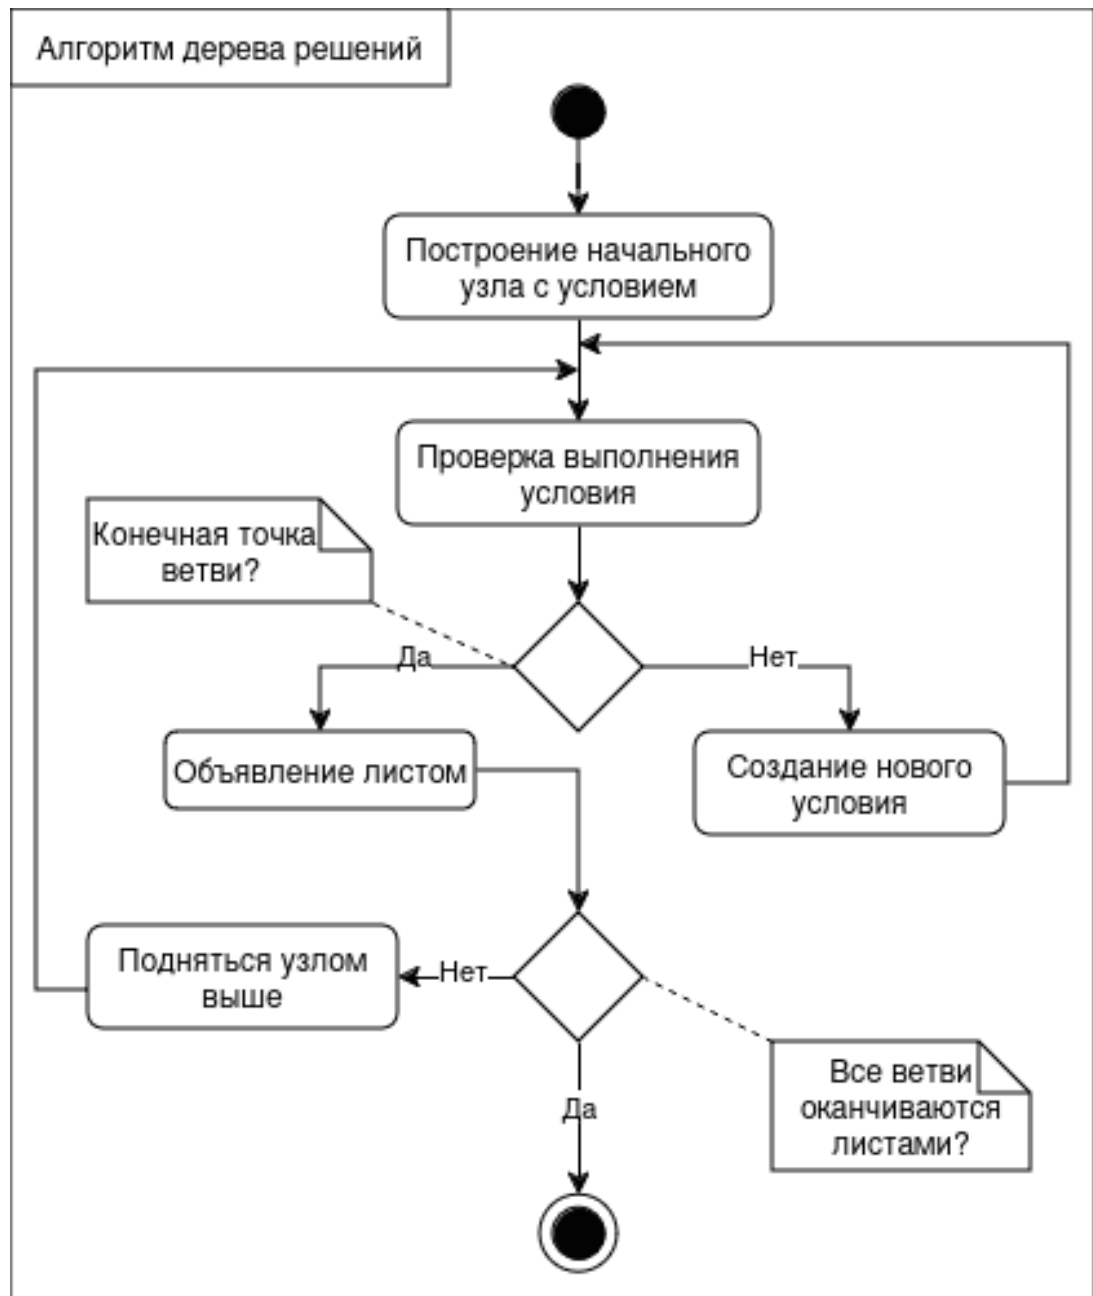 Алгоритм дерева решений
Построение начального
узла с условием
Проверка выполнения
условия
Конечная точка
ветви?
Да
Нет
Объявление листом
Создание нового
условия
Подняться узлом
выше
Нет
Все ветви
оканчиваются
листами?
Да